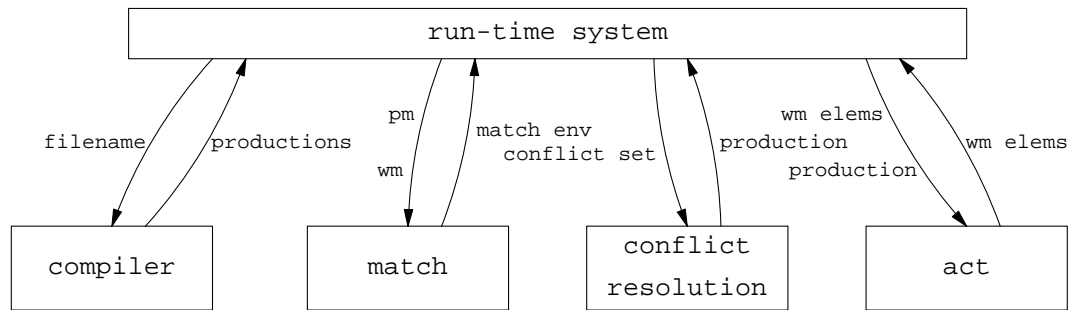 run-time system
pm
wm elems
filename
productions
match env
production
wm elems
conflict set
wm
production
compiler
match
conflict
resolution
act